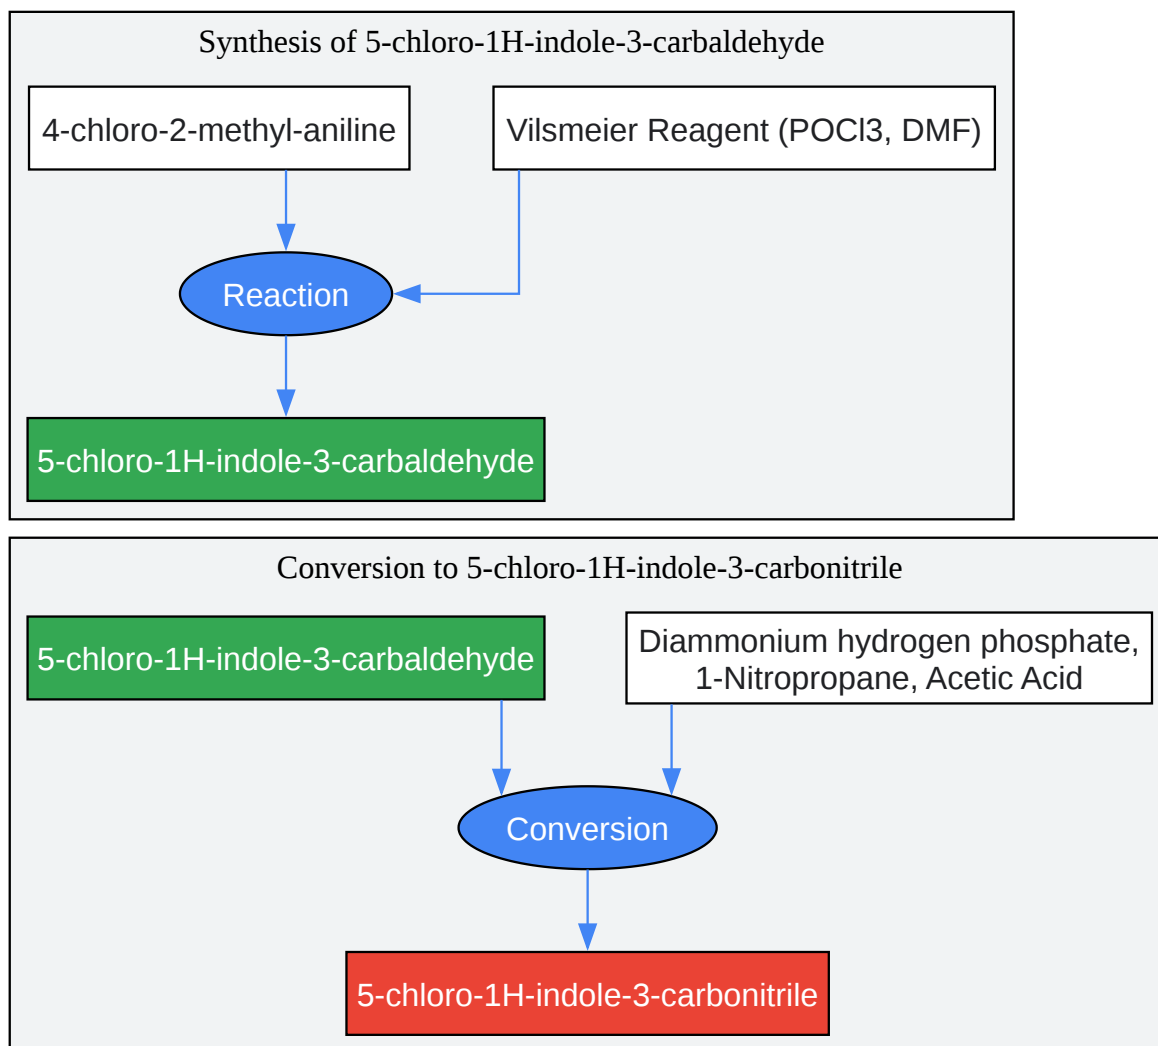 Synthesis of 5-chloro-1H-indole-3-carbaldehyde
4-chloro-2-methyl-aniline
Vilsmeier Reagent (POCl3, DMF)
Reaction
5-chloro-1H-indole-3-carbaldehyde
Conversion to 5-chloro-1H-indole-3-carbonitrile
5-chloro-1H-indole-3-carbaldehyde
Diammonium hydrogen phosphate,
1-Nitropropane, Acetic Acid
Conversion
5-chloro-1H-indole-3-carbonitrile